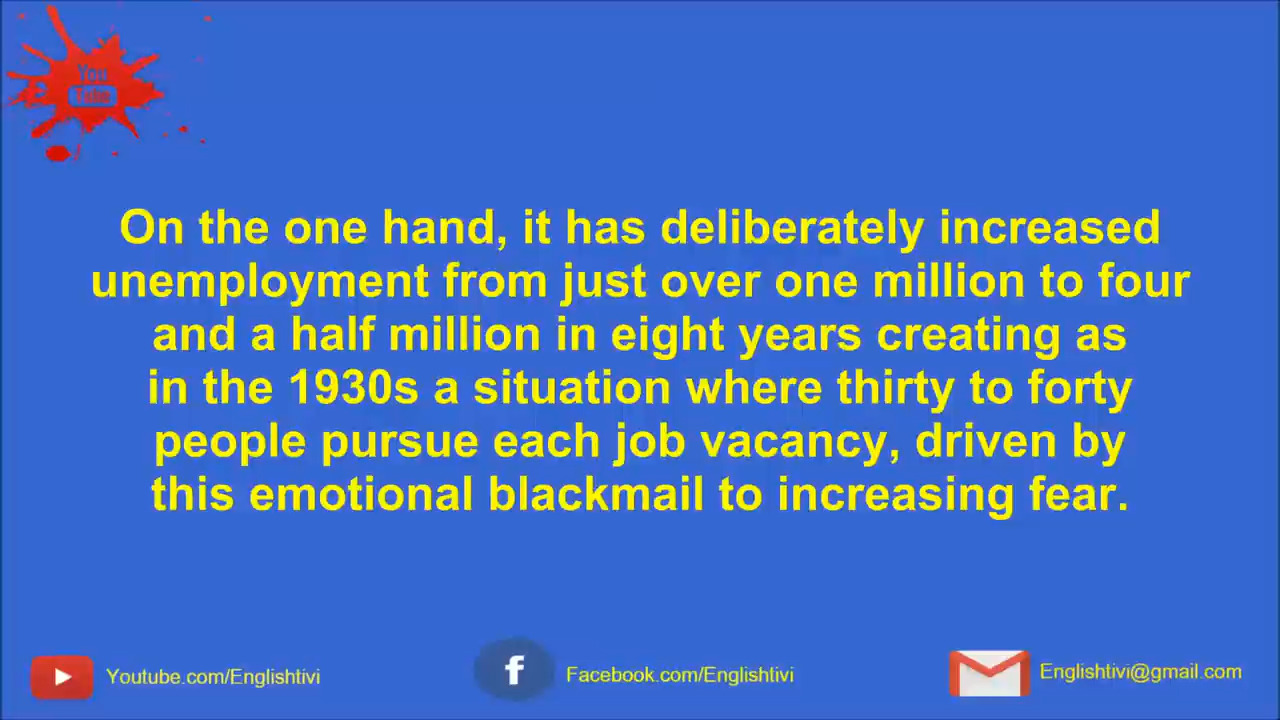 You
Tube
On the one hand, it has deliberately increased
unemployment from just over one million to four
and a half million in eight years creating as
in the 1930s a situation where thirty to forty
people pursue each job vacancy, driven by
this emotional blackmail to increasing fear.
Youtube.com/Englishtivi
f
Facebook.com/Englishtivi
Englishtivi@gmail.com